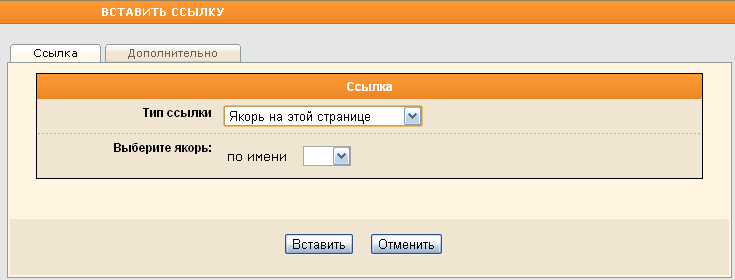 ВСТАВИТЬ ССЫЛКУ
Ссылка Дополнительно
Ссылка
Тип ссылки Якорь на этой странице
Выберите якорь: по имени
Вставить Отменить